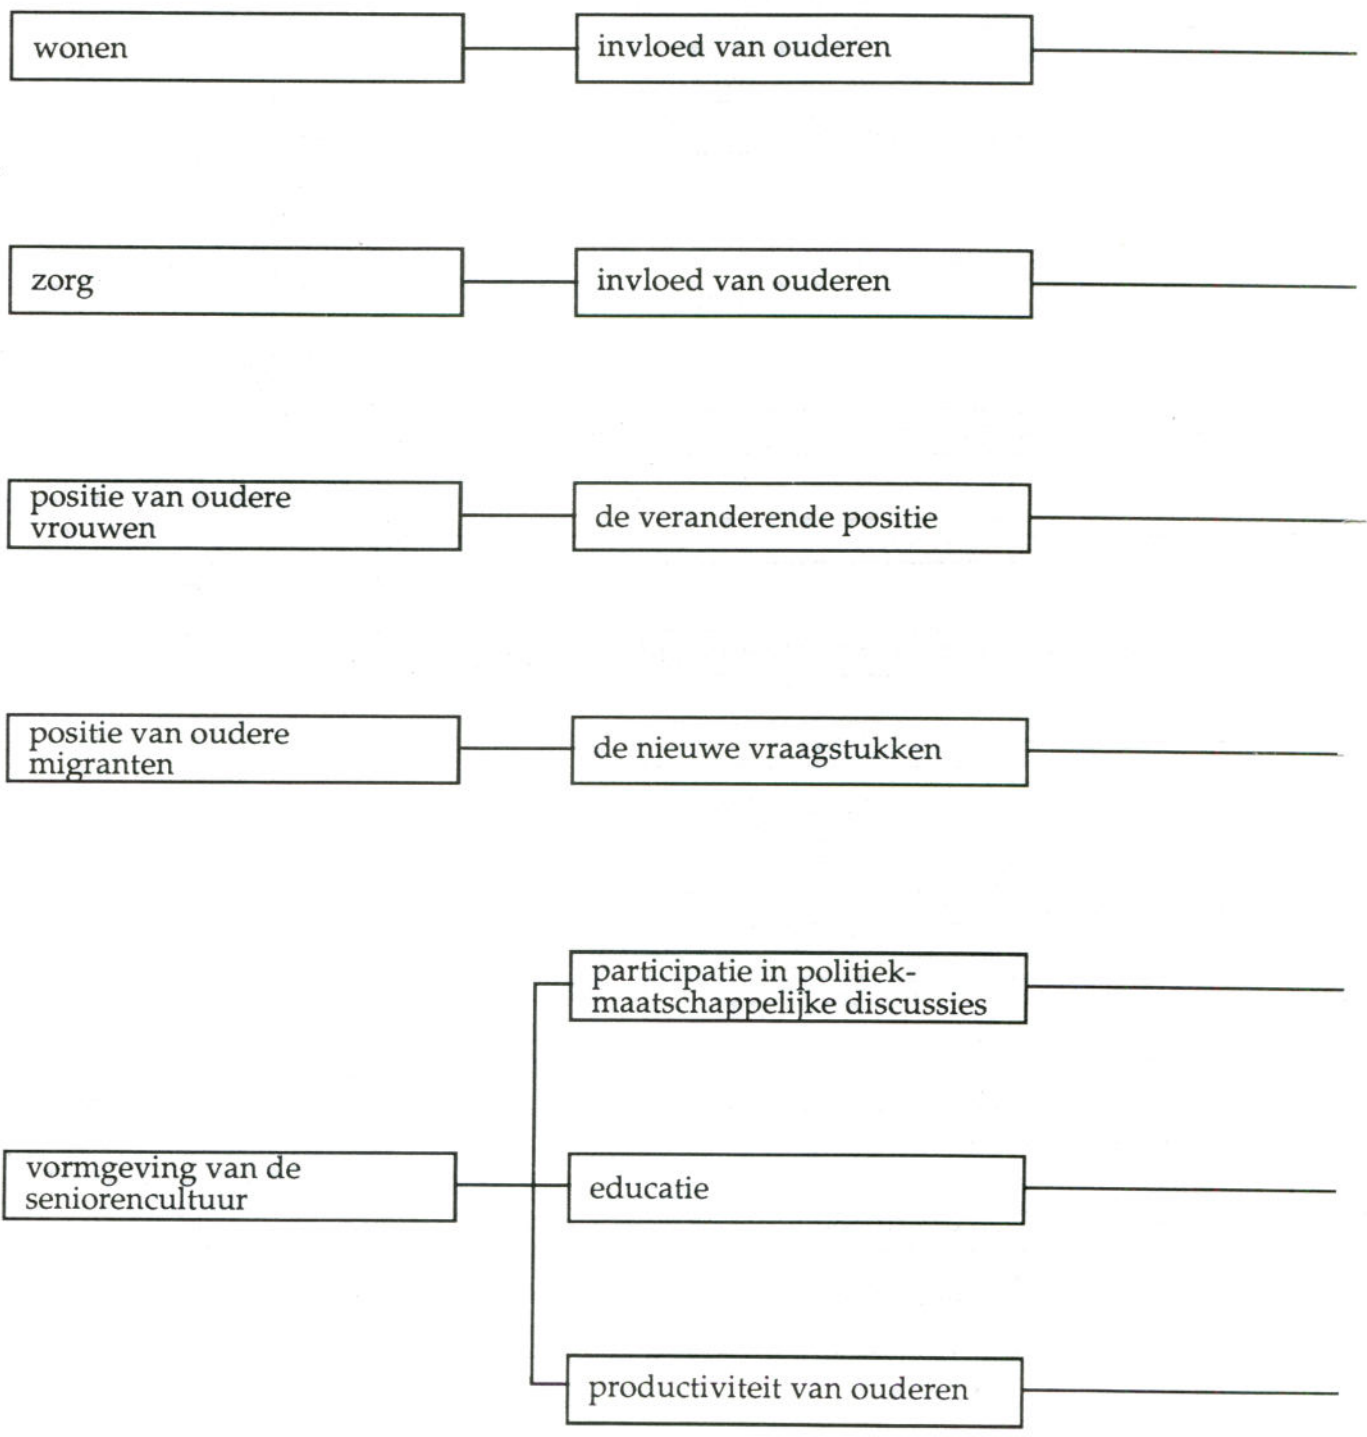 wonen
invloed van ouderen
zorg
invloed van ouderen
positie van oudere
vrouwen
de veranderende positie
positie van oudere
migranten
de nieuwe vraagstukken
participatie in politiek-
maatschappelijke discussies
vormgeving van de
seniorencultuur
educatie
productiviteit van ouderen